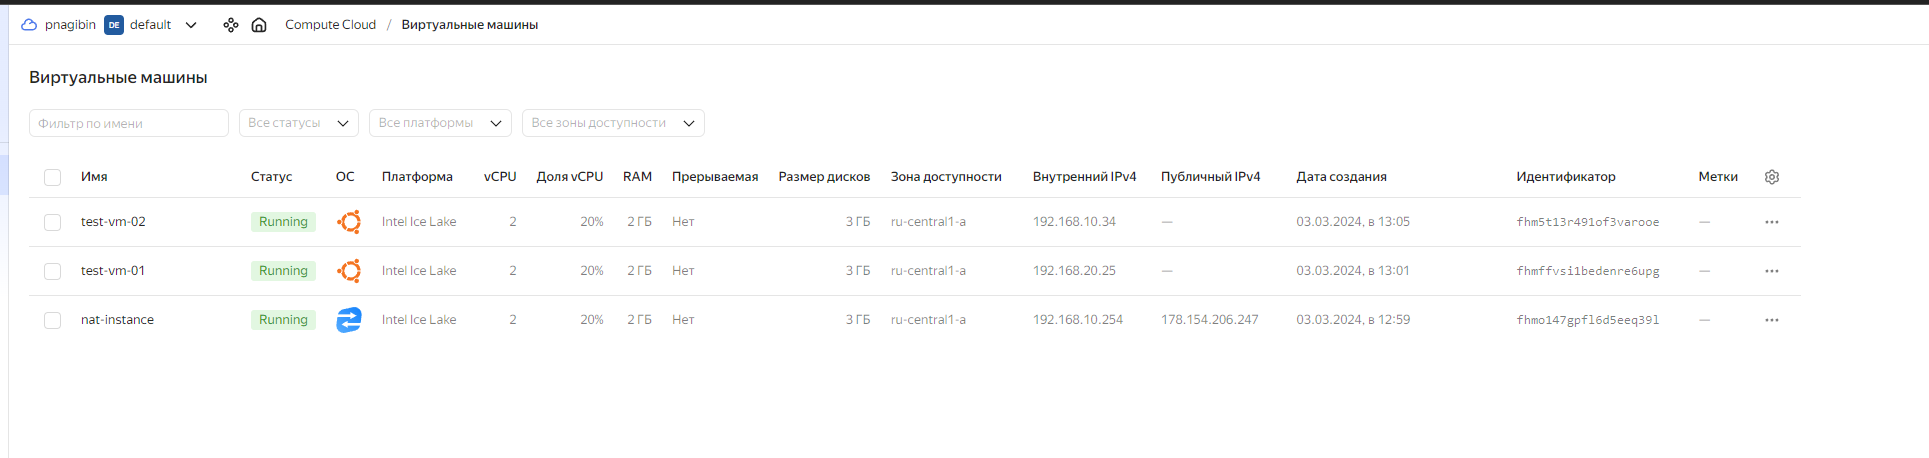 pnagibin DE default Compute Cloud / Виртуальные машины
Виртуальные машины
Фильтр по имени Все статусы Все платформы Все зоны доступности
Имя Статус ОС Платформа vCPU Доля vCPU RAM Прерываемая Размер дисков Зона доступности Внутренний IPv4 Публичный IPv4 Дата создания Идентификатор Метки
test-vm-02 Running Intel Ice Lake 2 20% 2 ГБ Нет 3 ГБ ru-central1-a 192.168.10.34 — 03.03.2024, в 13:05 fhm5t13r491of3varooe — ···
test-vm-01 Running Intel Ice Lake 2 20% 2 ГБ Нет 3 ГБ ru-central1-a 192.168.20.25 — 03.03.2024, в 13:01 fhmffvsi1bedenre6upg — ···
nat-instance Running Intel Ice Lake 2 20% 2 ГБ Нет 3 ГБ ru-central1-a 192.168.10.254 178.154.206.247 03.03.2024, в 12:59 fhmo147gpfl6d5eeq39l — ···